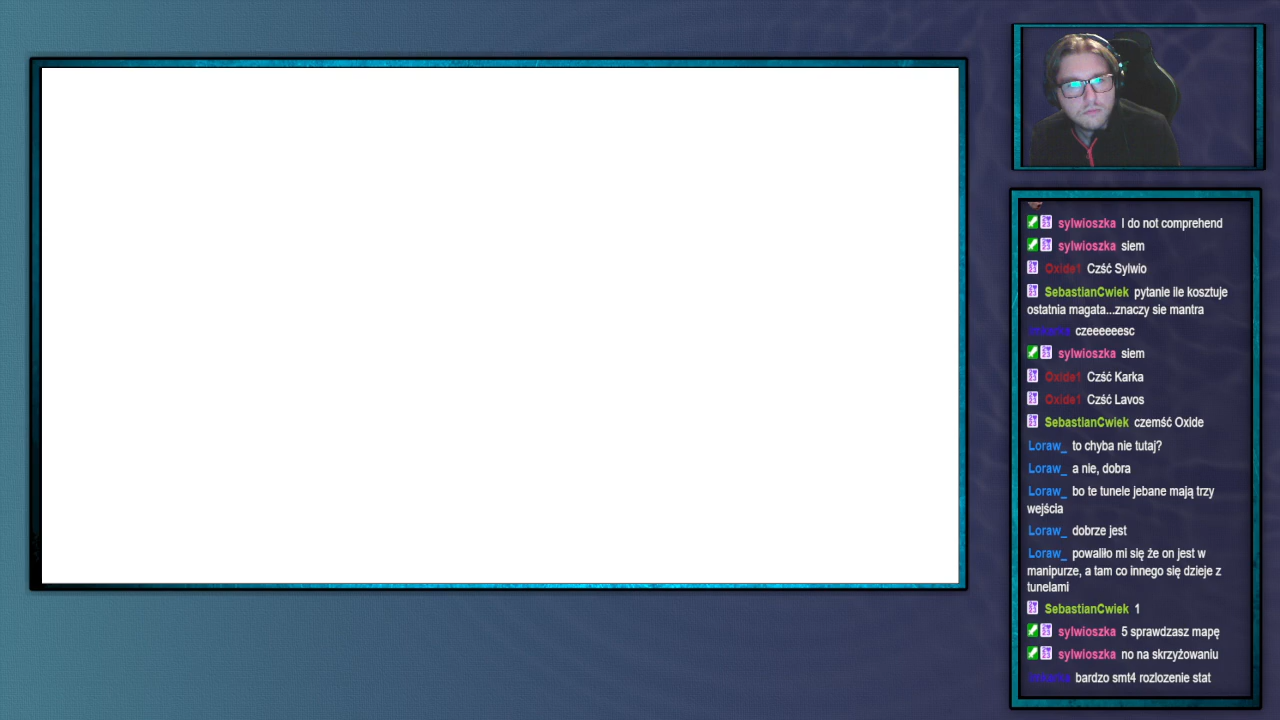 sylwioszka I do not comprehend
sylwioszka siem
Oxide1 Czść Sylwio
SebastianCwiek pytanie ile kosztuje
ostatnia magata...znaczy sie mantra
czeeeeeesc
sylwioszka siem
Oxide1 Czść Karka
Oxide1 Czść Lavos
SebastianCwiek czemść OxIde
Loraw_ to chyba nie tutaj?
Loraw_ a nie, dobra
Loraw_ bo te tunele jebane mają trzy
wejścia
Loraw_ dobrze jest
Loraw_ powaliło mi się że on jest w
manipurze, a tam co innego się dzieje z
tunelami
SebastianCwiek 1
sylwioszka 5 sprawdzasz mapę
sylwioszka no na skrzyżowaniu
bardzo smt4 rozlozenie stat